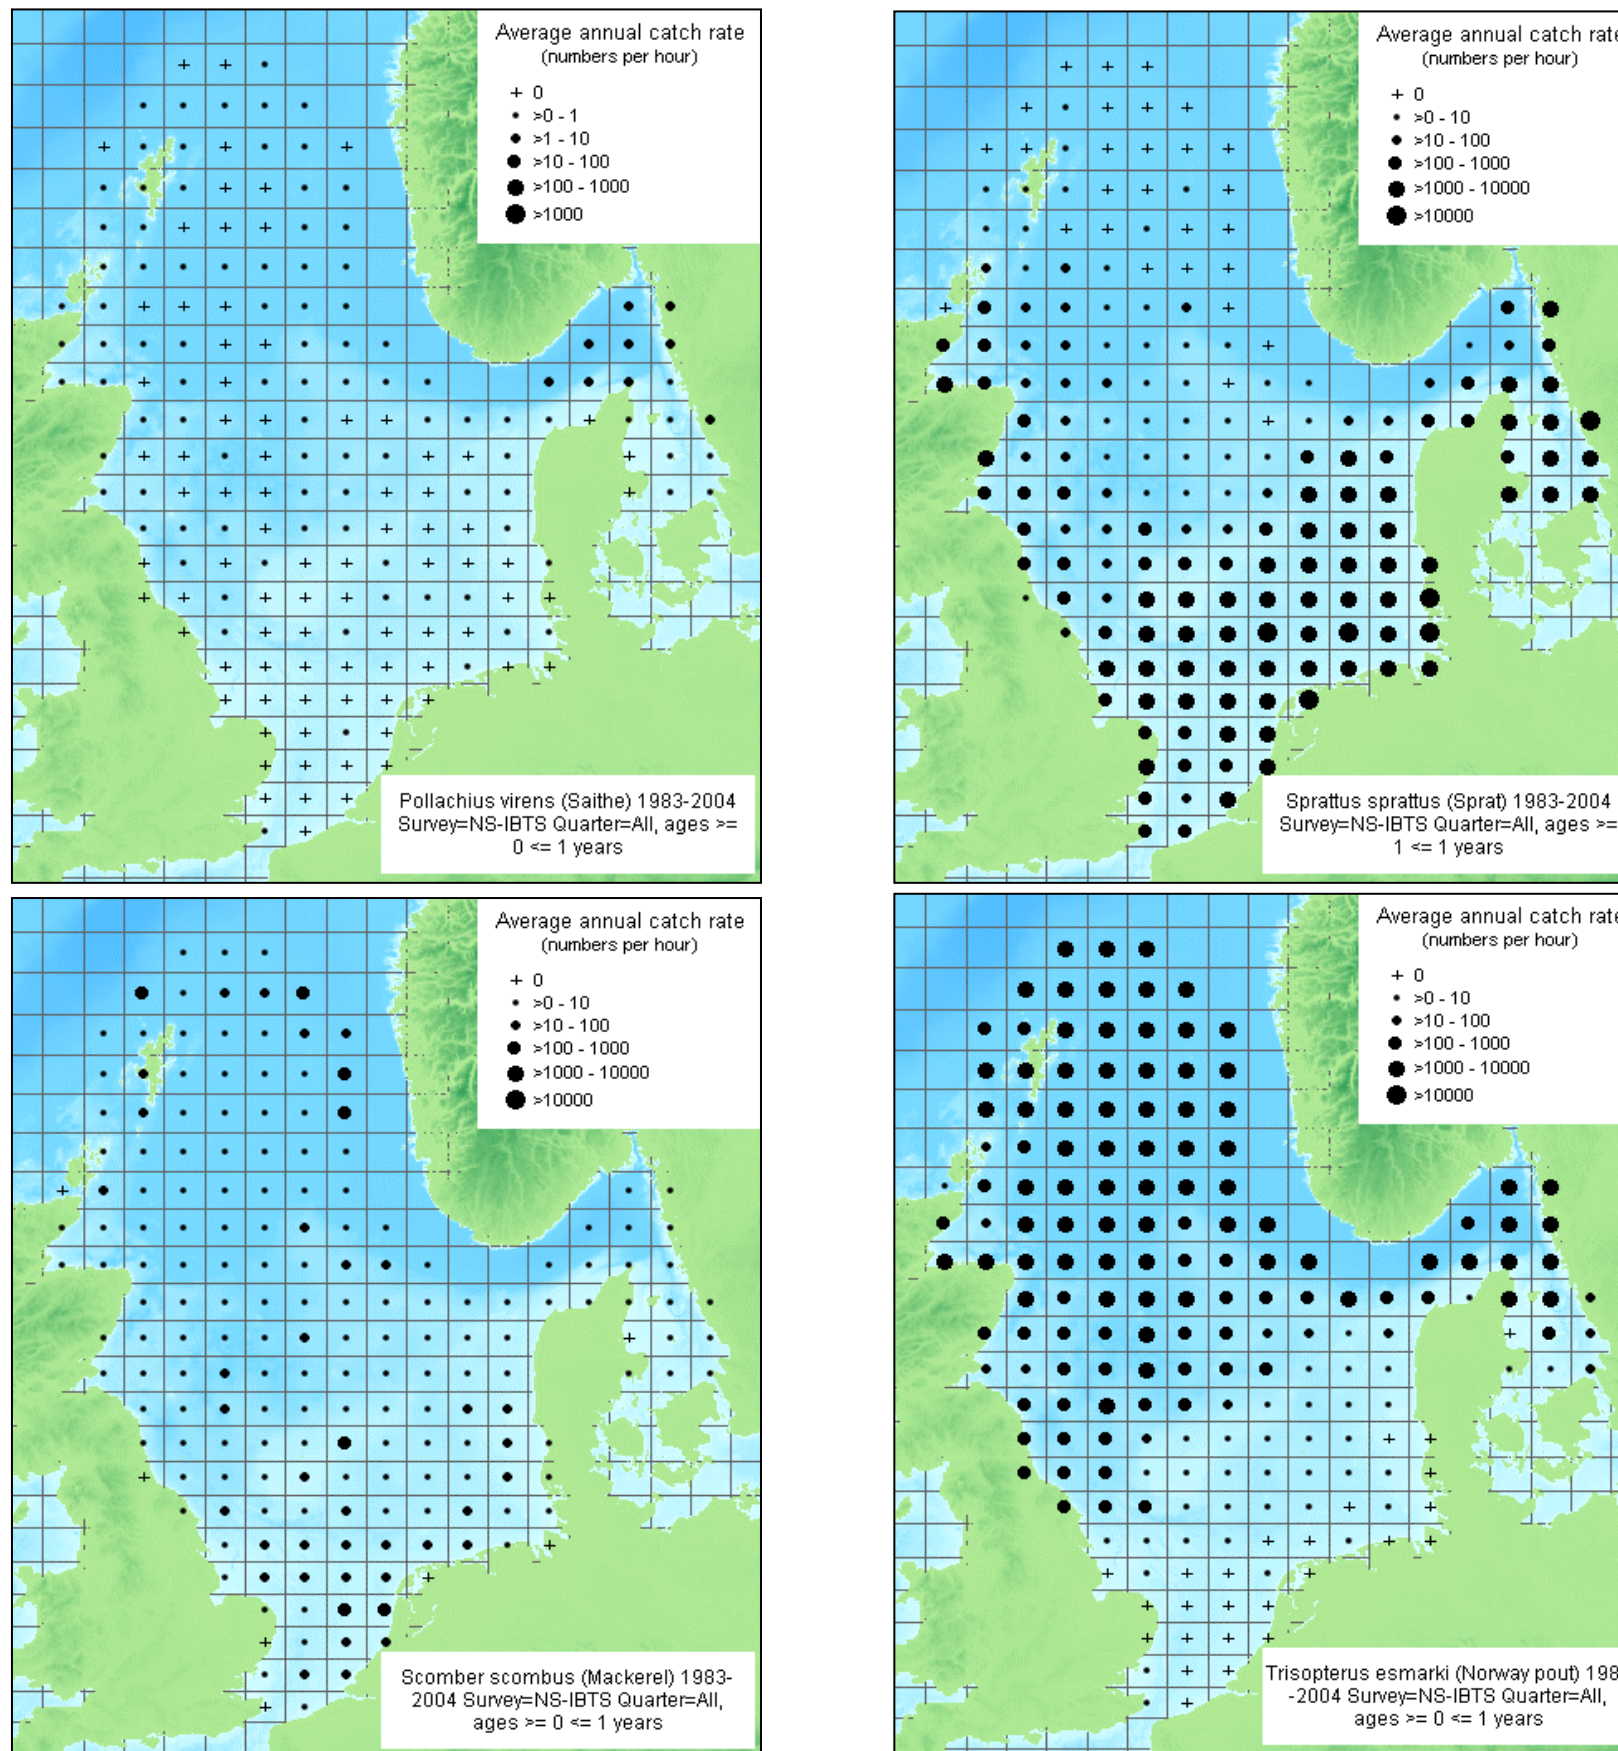 Average annual catch rate
(numbers per hour)
+ 0
>0 - 1
>1 - 10
>10 - 100
>100 - 1000
>1000
Pollachius virens (Saithe) 1983-2004
Survey=NS-IBTS Quarter=All, ages >=
0 <= 1 years
Average annual catch rate
(numbers per hour)
+ 0
>0 - 10
>10 - 100
>100 - 1000
>1000 - 10000
>10000
Sprattus sprattus (Sprat) 1983-2004
Survey=NS-IBTS Quarter=All, ages >=
1 <= 1 years
Average annual catch rate
(numbers per hour)
+ 0
>0 - 10
>10 - 100
>100 - 1000
>1000 - 10000
>10000
Scomber scombus (Mackerel) 1983-
2004 Survey=NS-IBTS Quarter=All,
ages >= 0 <= 1 years
Average annual catch rate
(numbers per hour)
+ 0
>0 - 10
>10 - 100
>100 - 1000
>1000 - 10000
>10000
Trisopterus esmarki (Norway pout) 198
-2004 Survey=NS-IBTS Quarter=All,
ages >= 0 <= 1 years